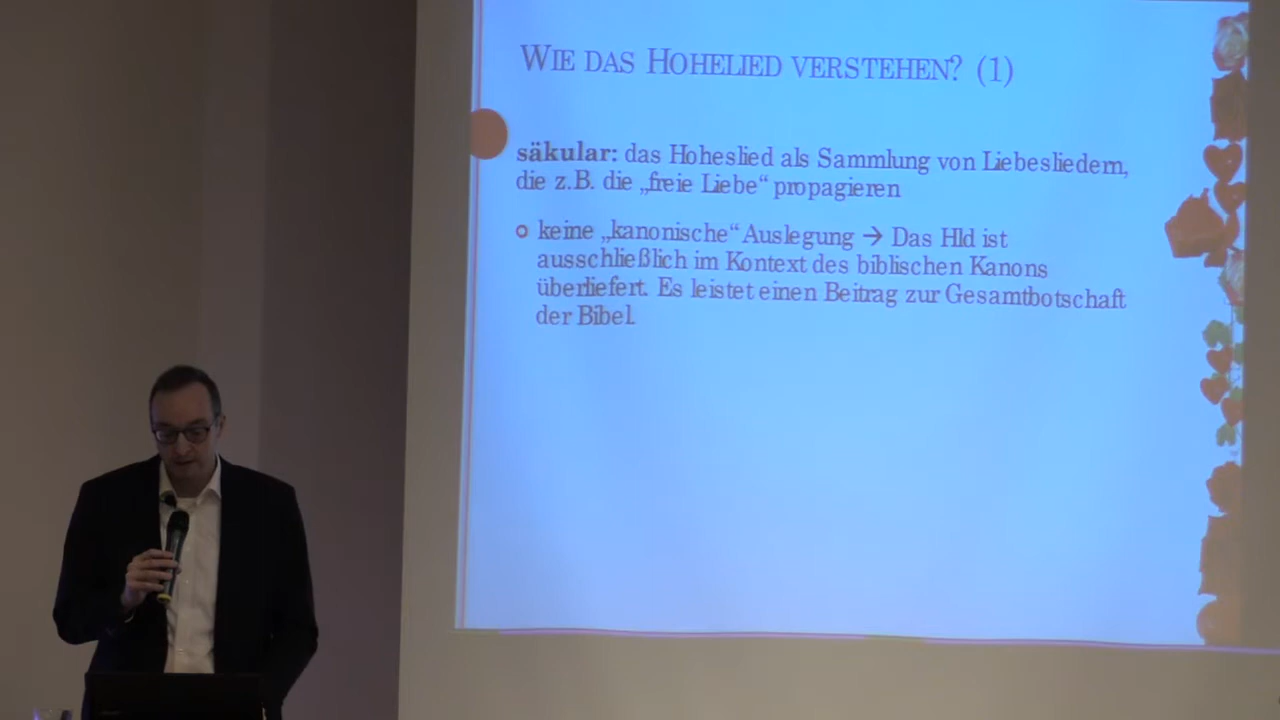 WIE DAS HOHELIED VERSTEHEN? (1)
säkular: das Hoheslied als Sammlung von Liebesliedern,
die z.B. die „freie Liebe“ propagieren
keine „kanonische“ Auslegung → Das Hld ist
ausschließlich im Kontext des biblischen Kanons
überliefert. Es leistet einen Beitrag zur Gesamtbotschaft
der Bibel.